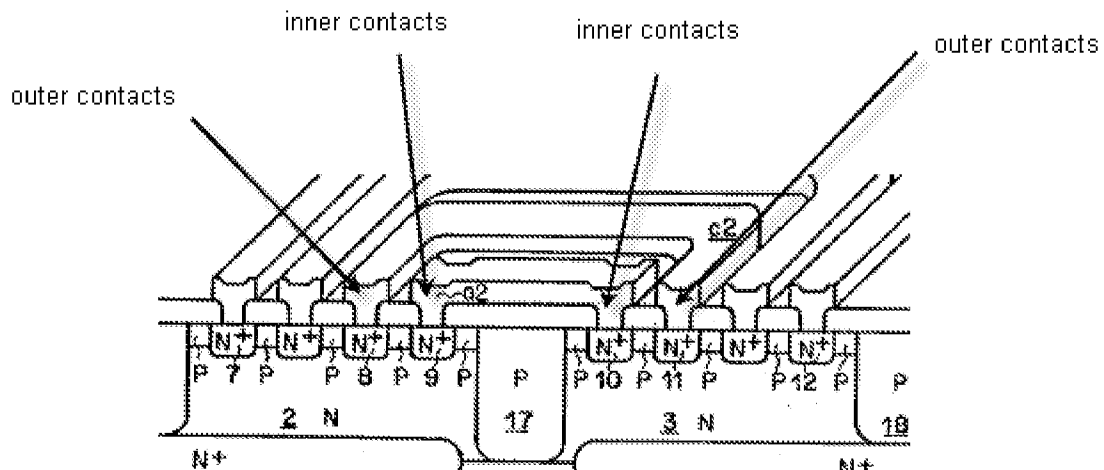 inner contacts
inner contacts
outer contacts
outer contacts
c2
a2
N+ N+ N+ N+ N+ N+ N+ N+
P 7 P P 8 P 9 P P P 10 P 11 P P 12 P P
2 N 17 3 N 18
N+ N+